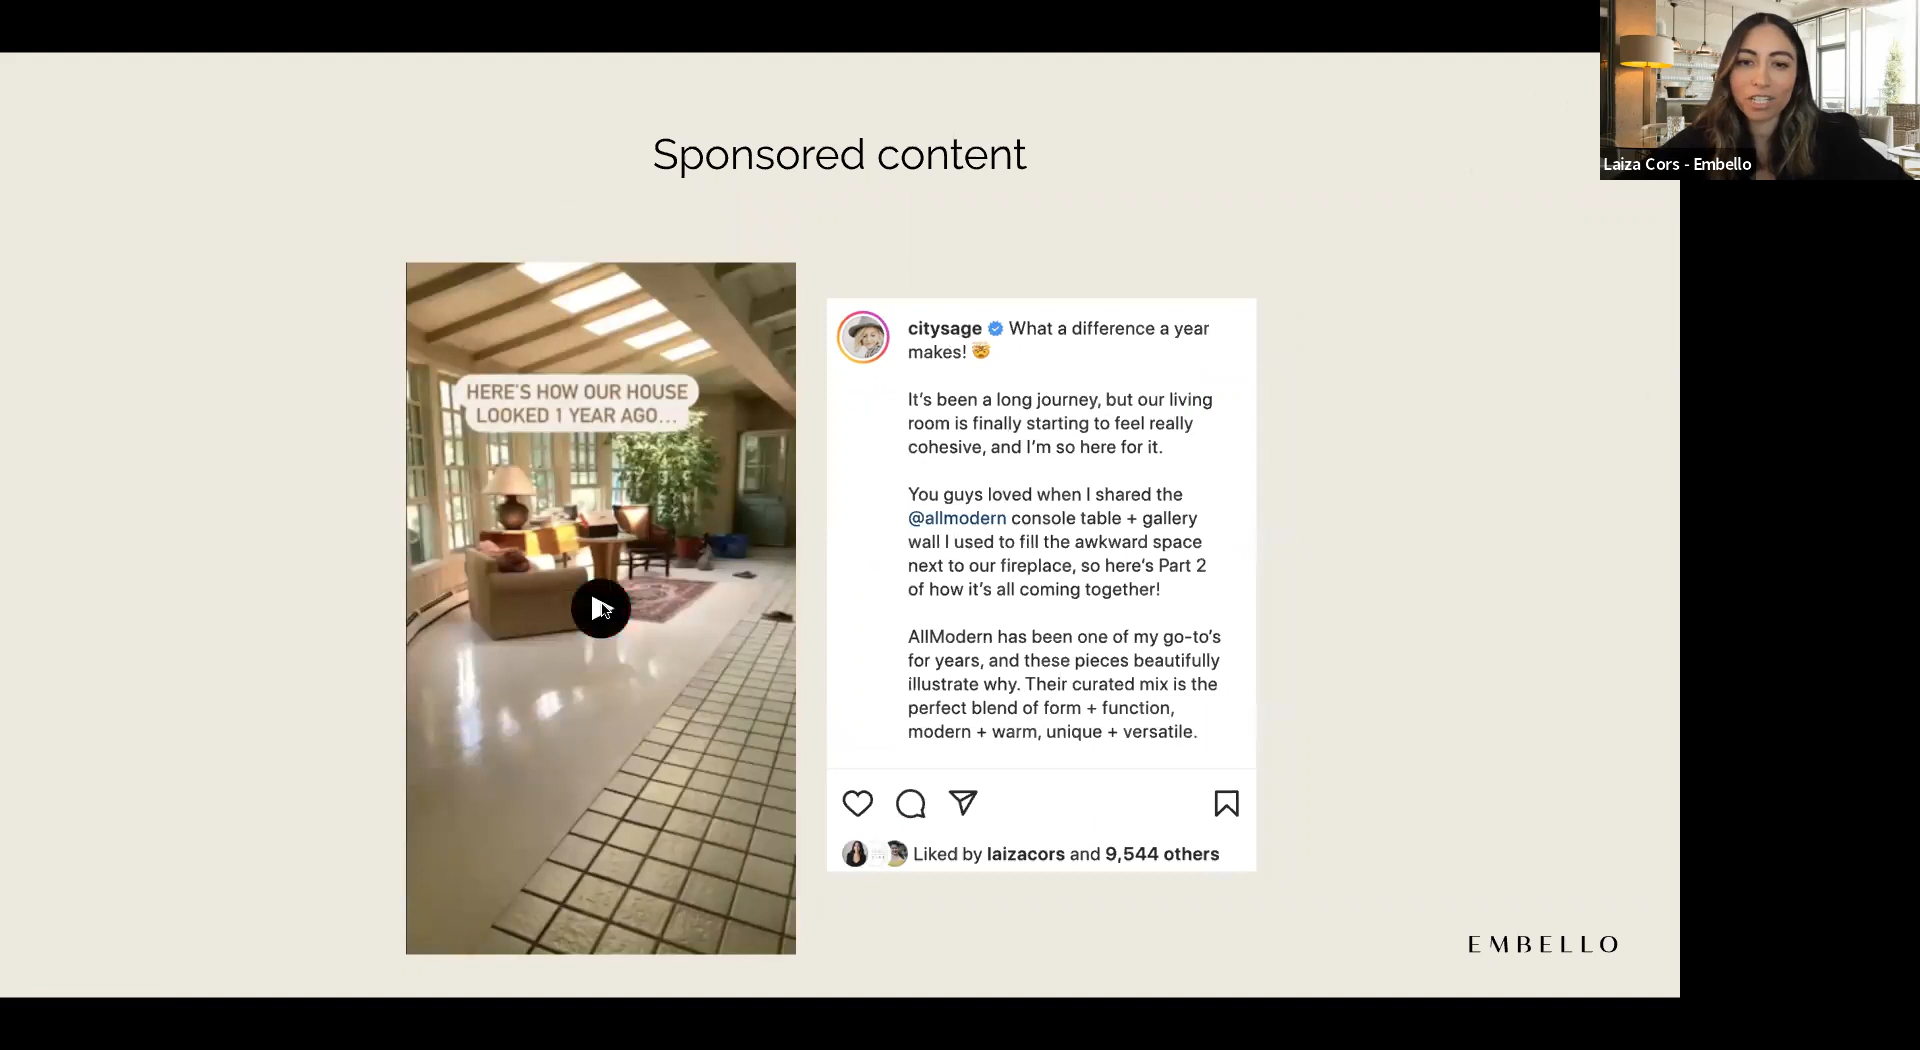 Laiza Cors - Embello
Sponsored content
HERE'S HOW OUR HOUSE
LOOKED 1 YEAR AGO...
citysage What a difference a year
makes! 🤯
It's been a long journey, but our living
room is finally starting to feel really
cohesive, and I'm so here for it.
You guys loved when I shared the
@allmodern console table + gallery
wall I used to fill the awkward space
next to our fireplace, so here's Part 2
of how it's all coming together!
AllModern has been one of my go-to's
for years, and these pieces beautifully
illustrate why. Their curated mix is the
perfect blend of form + function,
modern + warm, unique + versatile.
Liked by laizacors and 9,544 others
EMBELLO